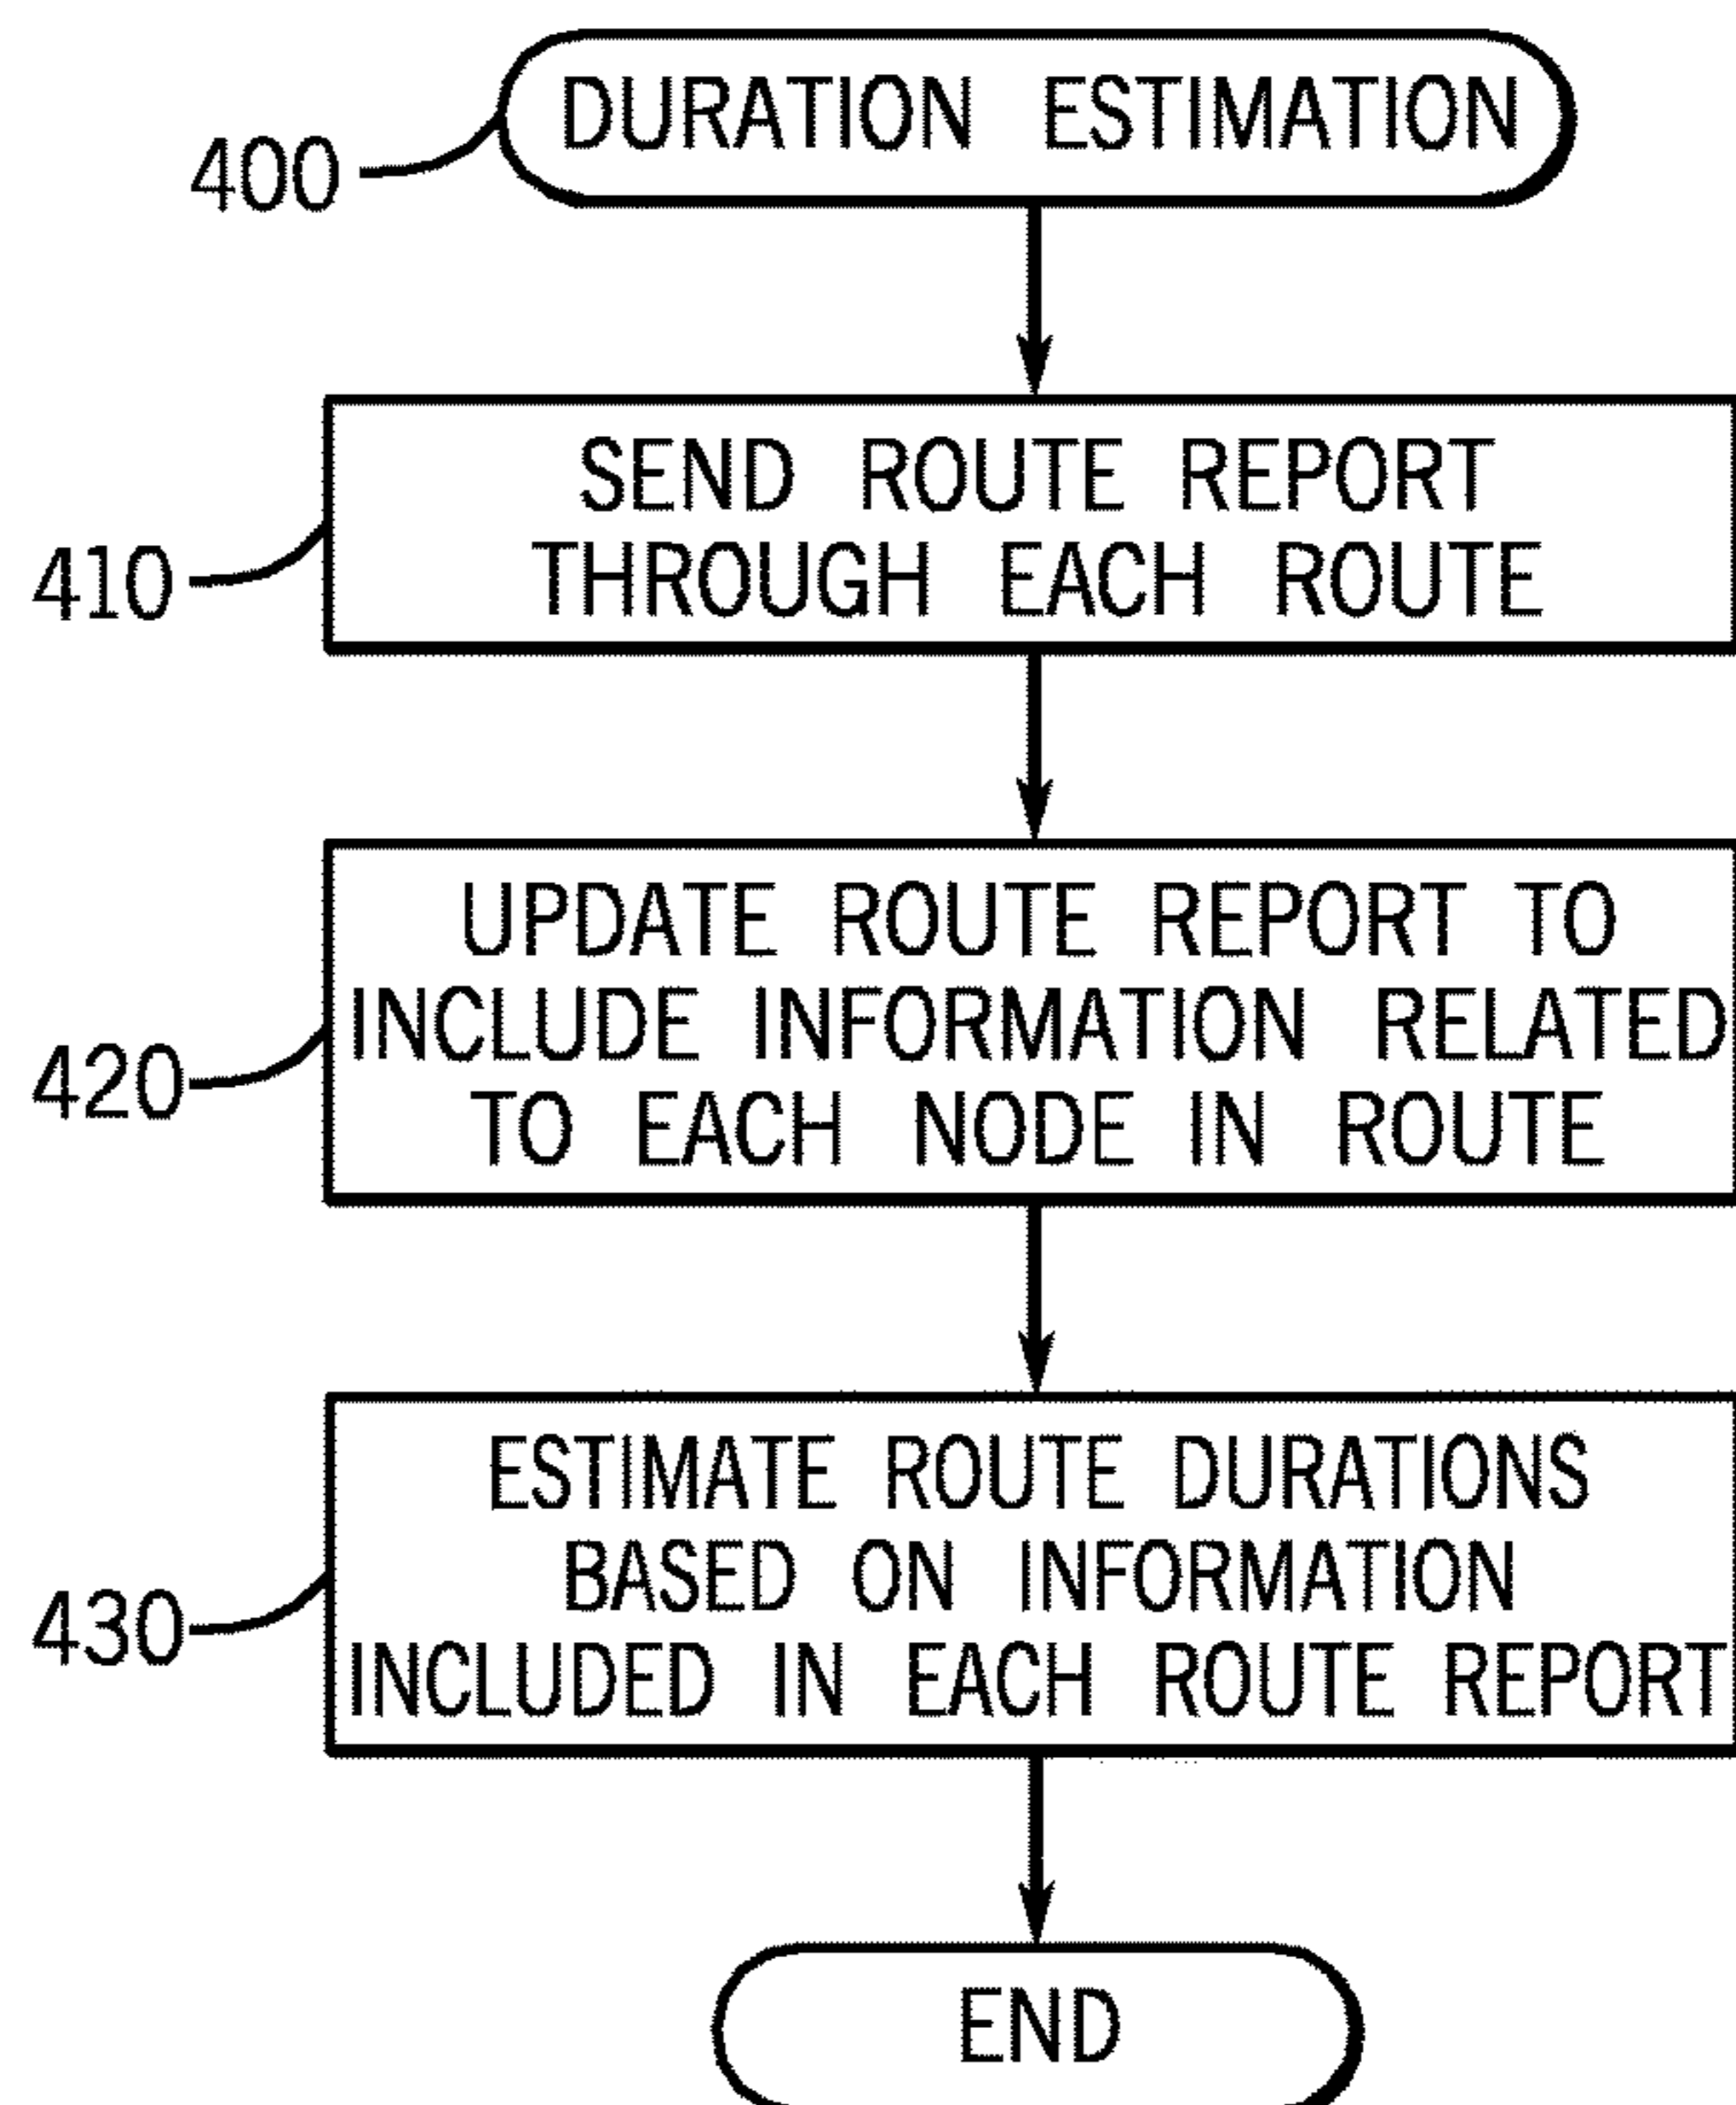 DURATION ESTIMATION
400
SEND ROUTE REPORT
THROUGH EACH ROUTE
410
UPDATE ROUTE REPORT TO
INCLUDE INFORMATION RELATED
TO EACH NODE IN ROUTE
420
ESTIMATE ROUTE DURATIONS
BASED ON INFORMATION
INCLUDED IN EACH ROUTE REPORT
430
END